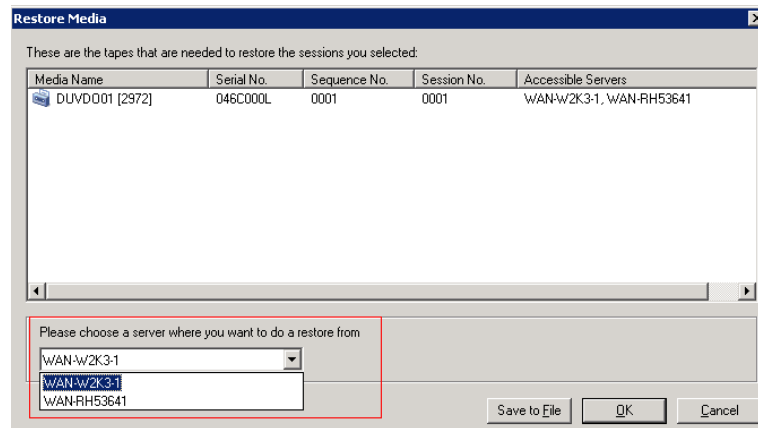 Restore Media
These are the tapes that are needed to restore the sessions you selected:
Media Name Serial No. Sequence No. Session No. Accessible Servers
DUVDO01 [2972] 046C000L 0001 0001 WAN-W2K3-1, WAN-RH53641
Please choose a server where you want to do a restore from
WAN-W2K3-1
WAN-W2K3-1
WAN-RH53641
Save to File OK Cancel